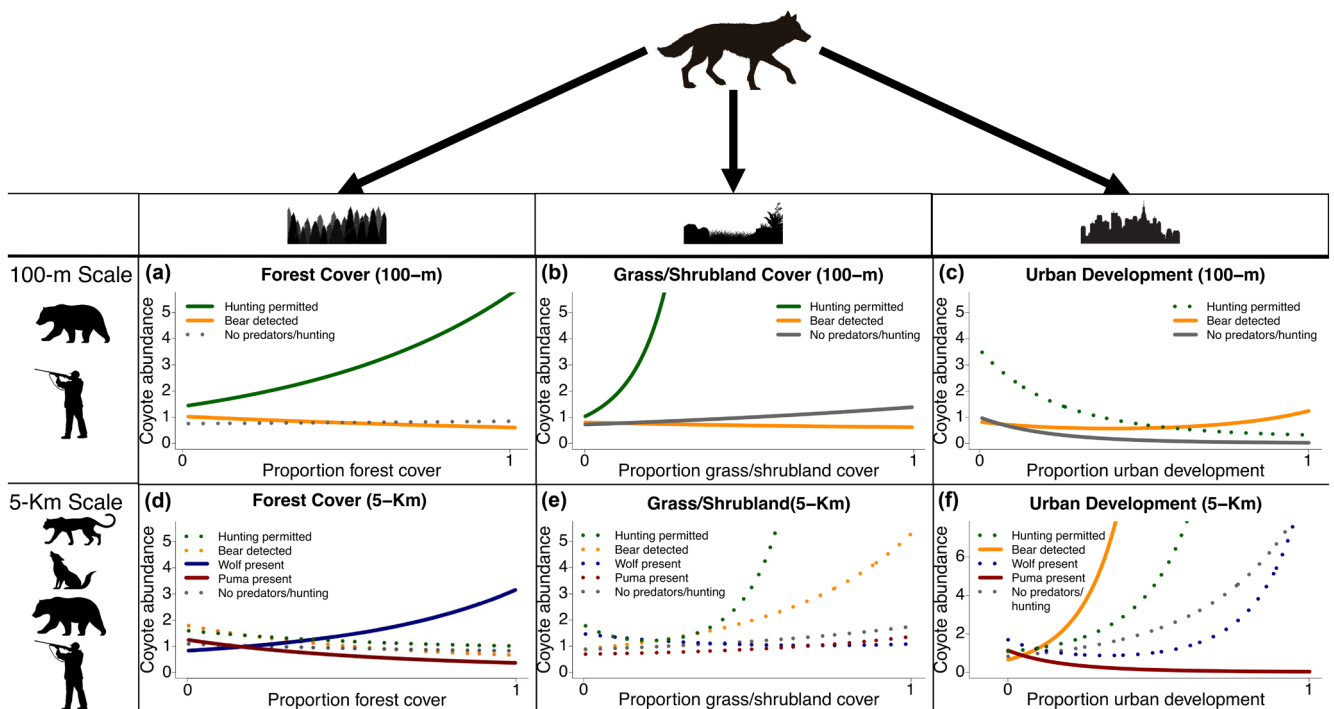 100-m Scale
(a) Forest Cover (100-m)
Coyote abundance
5
4
3
2
1
0
Hunting permitted
Bear detected
No predators/hunting
0 1
Proportion forest cover
(b) Grass/Shrubland Cover (100-m)
Coyote abundance
5
4
3
2
1
0
Hunting permitted
Bear detected
No predators/hunting
0 1
Proportion grass/shrubland cover
(c) Urban Development (100-m)
Coyote abundance
5
4
3
2
1
0
Hunting permitted
Bear detected
No predators/hunting
0 1
Proportion urban development
5-Km Scale
(d) Forest Cover (5-Km)
Coyote abundance
5
4
3
2
1
0
Hunting permitted
Bear detected
Wolf present
Puma present
No predators/hunting
0 1
Proportion forest cover
(e) Grass/Shrubland(5-Km)
Coyote abundance
5
4
3
2
1
0
Hunting permitted
Bear detected
Wolf present
Puma present
No predators/hunting
0 1
Proportion grass/shrubland cover
(f) Urban Development (5-Km)
Coyote abundance
6
4
2
0
Hunting permitted
Bear detected
Wolf present
Puma present
No predators/
hunting
0 1
Proportion urban development